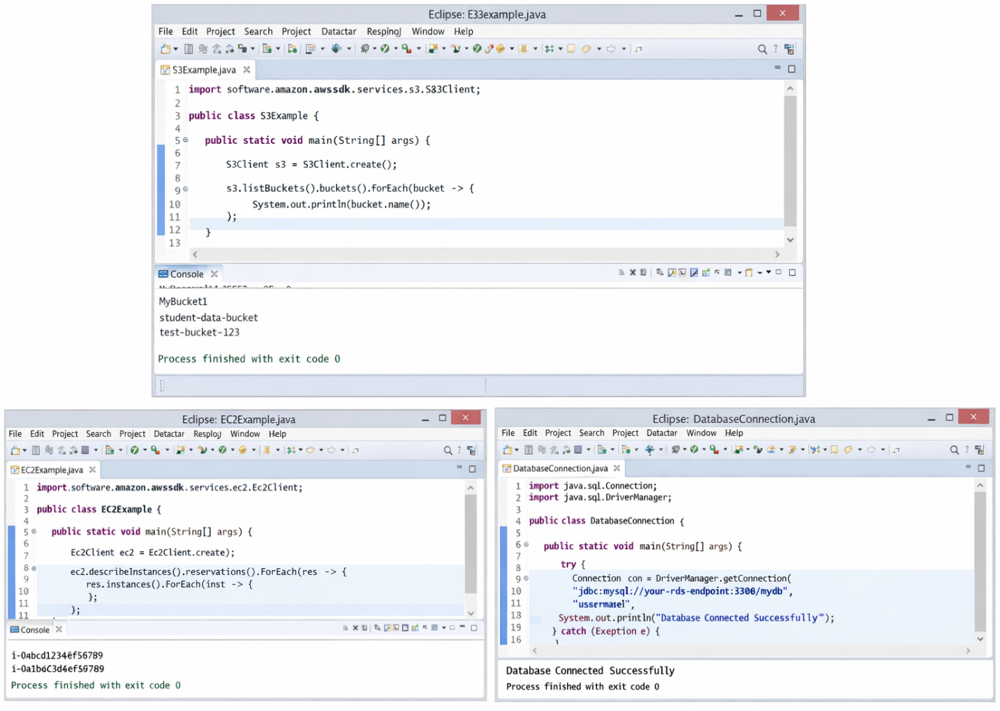 Eclipse: E33example.java
File Edit Project Search Project Datactar Respinoj Window Help
S3Example.java
1 import software.amazon.awssdk.services.s3.S83Client;
2
3 public class S3Example {
4
5 public static void main(String[] args) {
6
7 S3Client s3 = S3Client.create();
8
9 s3.listBuckets().buckets().forEach(bucket -> {
10 System.out.println(bucket.name());
11 );
12 }
13
Console
MyBucket1
student-data-bucket
test-bucket-123
Process finished with exit code 0
Eclipse: EC2Example.java
File Edit Project Search Project Detactar Resploj Window Help
EC2Example.java
1 import.software.amazon.awssdk.services.ec2.Ec2Client;
2
3 public class EC2Example {
4
5 public static void main(String[] args) {
6
7 Ec2Client ec2 = Ec2Client.create);
8 ec2.describeInstances().reservations().ForEach(res -> {
9 res.instances().ForEach(inst -> {
10 };
11 };
11
Console
i-0abcd1234ef56789
i-0a1b6C3d4ef56789
Process finished with exit code 0
Eclipse: DatabaseConnection.java
File Edit Project Search Project Datactar Window Help
DatabaseConnection.java
1 import java.sql.Connection;
2 import java.sql.DriverManager;
3
4 public class DatabaseConnection {
5
6 public static void main(String[] args) {
7
8 try {
9 Connection con = DriverManager.getConnection(
10 "jdbc:mysql://your-rds-endpoint:3306/mydb",
11
18 System.out.println("Database Connected Successfully");
19 } catch (Exeption e) {
16 }
Database Connected Successfully
Process finished with exit code 0